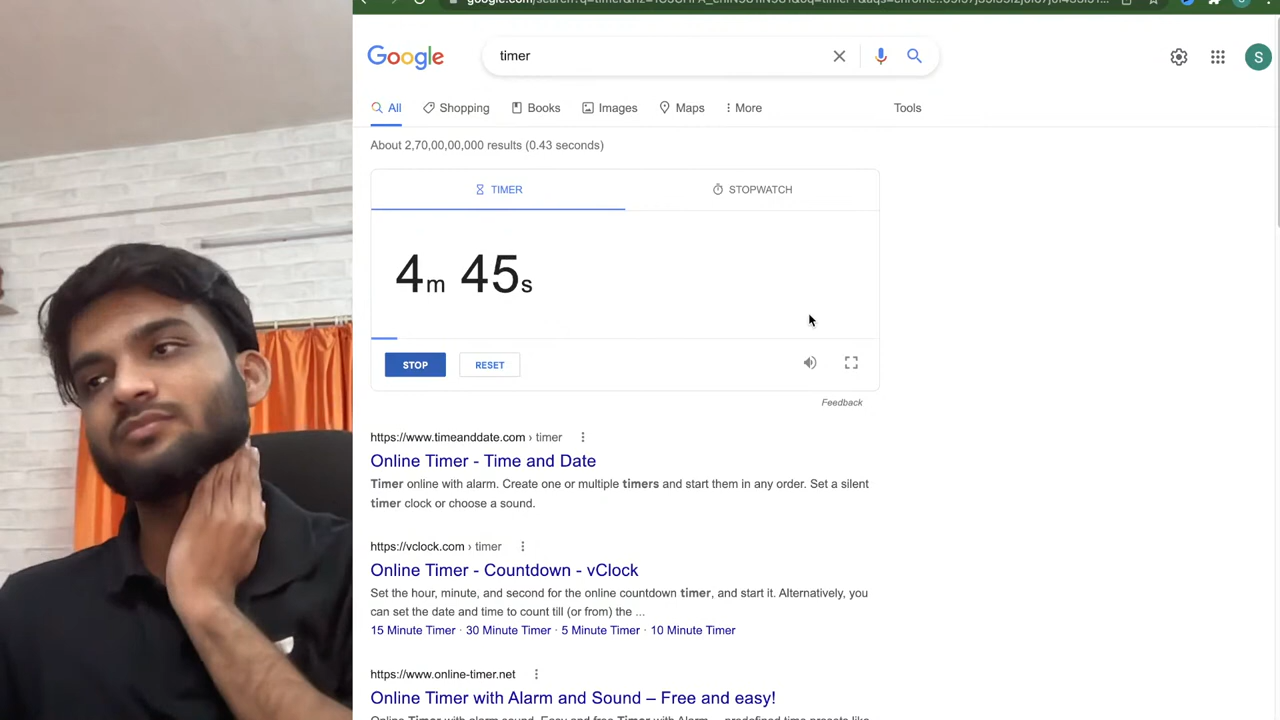 Google
timer
S
All Shopping Books Images Maps More Tools
About 2,70,00,00,000 results (0.43 seconds)
TIMER STOPWATCH
4m 45s
STOP RESET
Feedback
https://www.timeanddate.com › timer
Online Timer - Time and Date
Timer online with alarm. Create one or multiple timers and start them in any order. Set a silent
timer clock or choose a sound.
https://vclock.com › timer
Online Timer - Countdown - vClock
Set the hour, minute, and second for the online countdown timer, and start it. Alternatively, you
can set the date and time to count till (or from) the ...
15 Minute Timer · 30 Minute Timer · 5 Minute Timer · 10 Minute Timer
https://www.online-timer.net
Online Timer with Alarm and Sound – Free and easy!